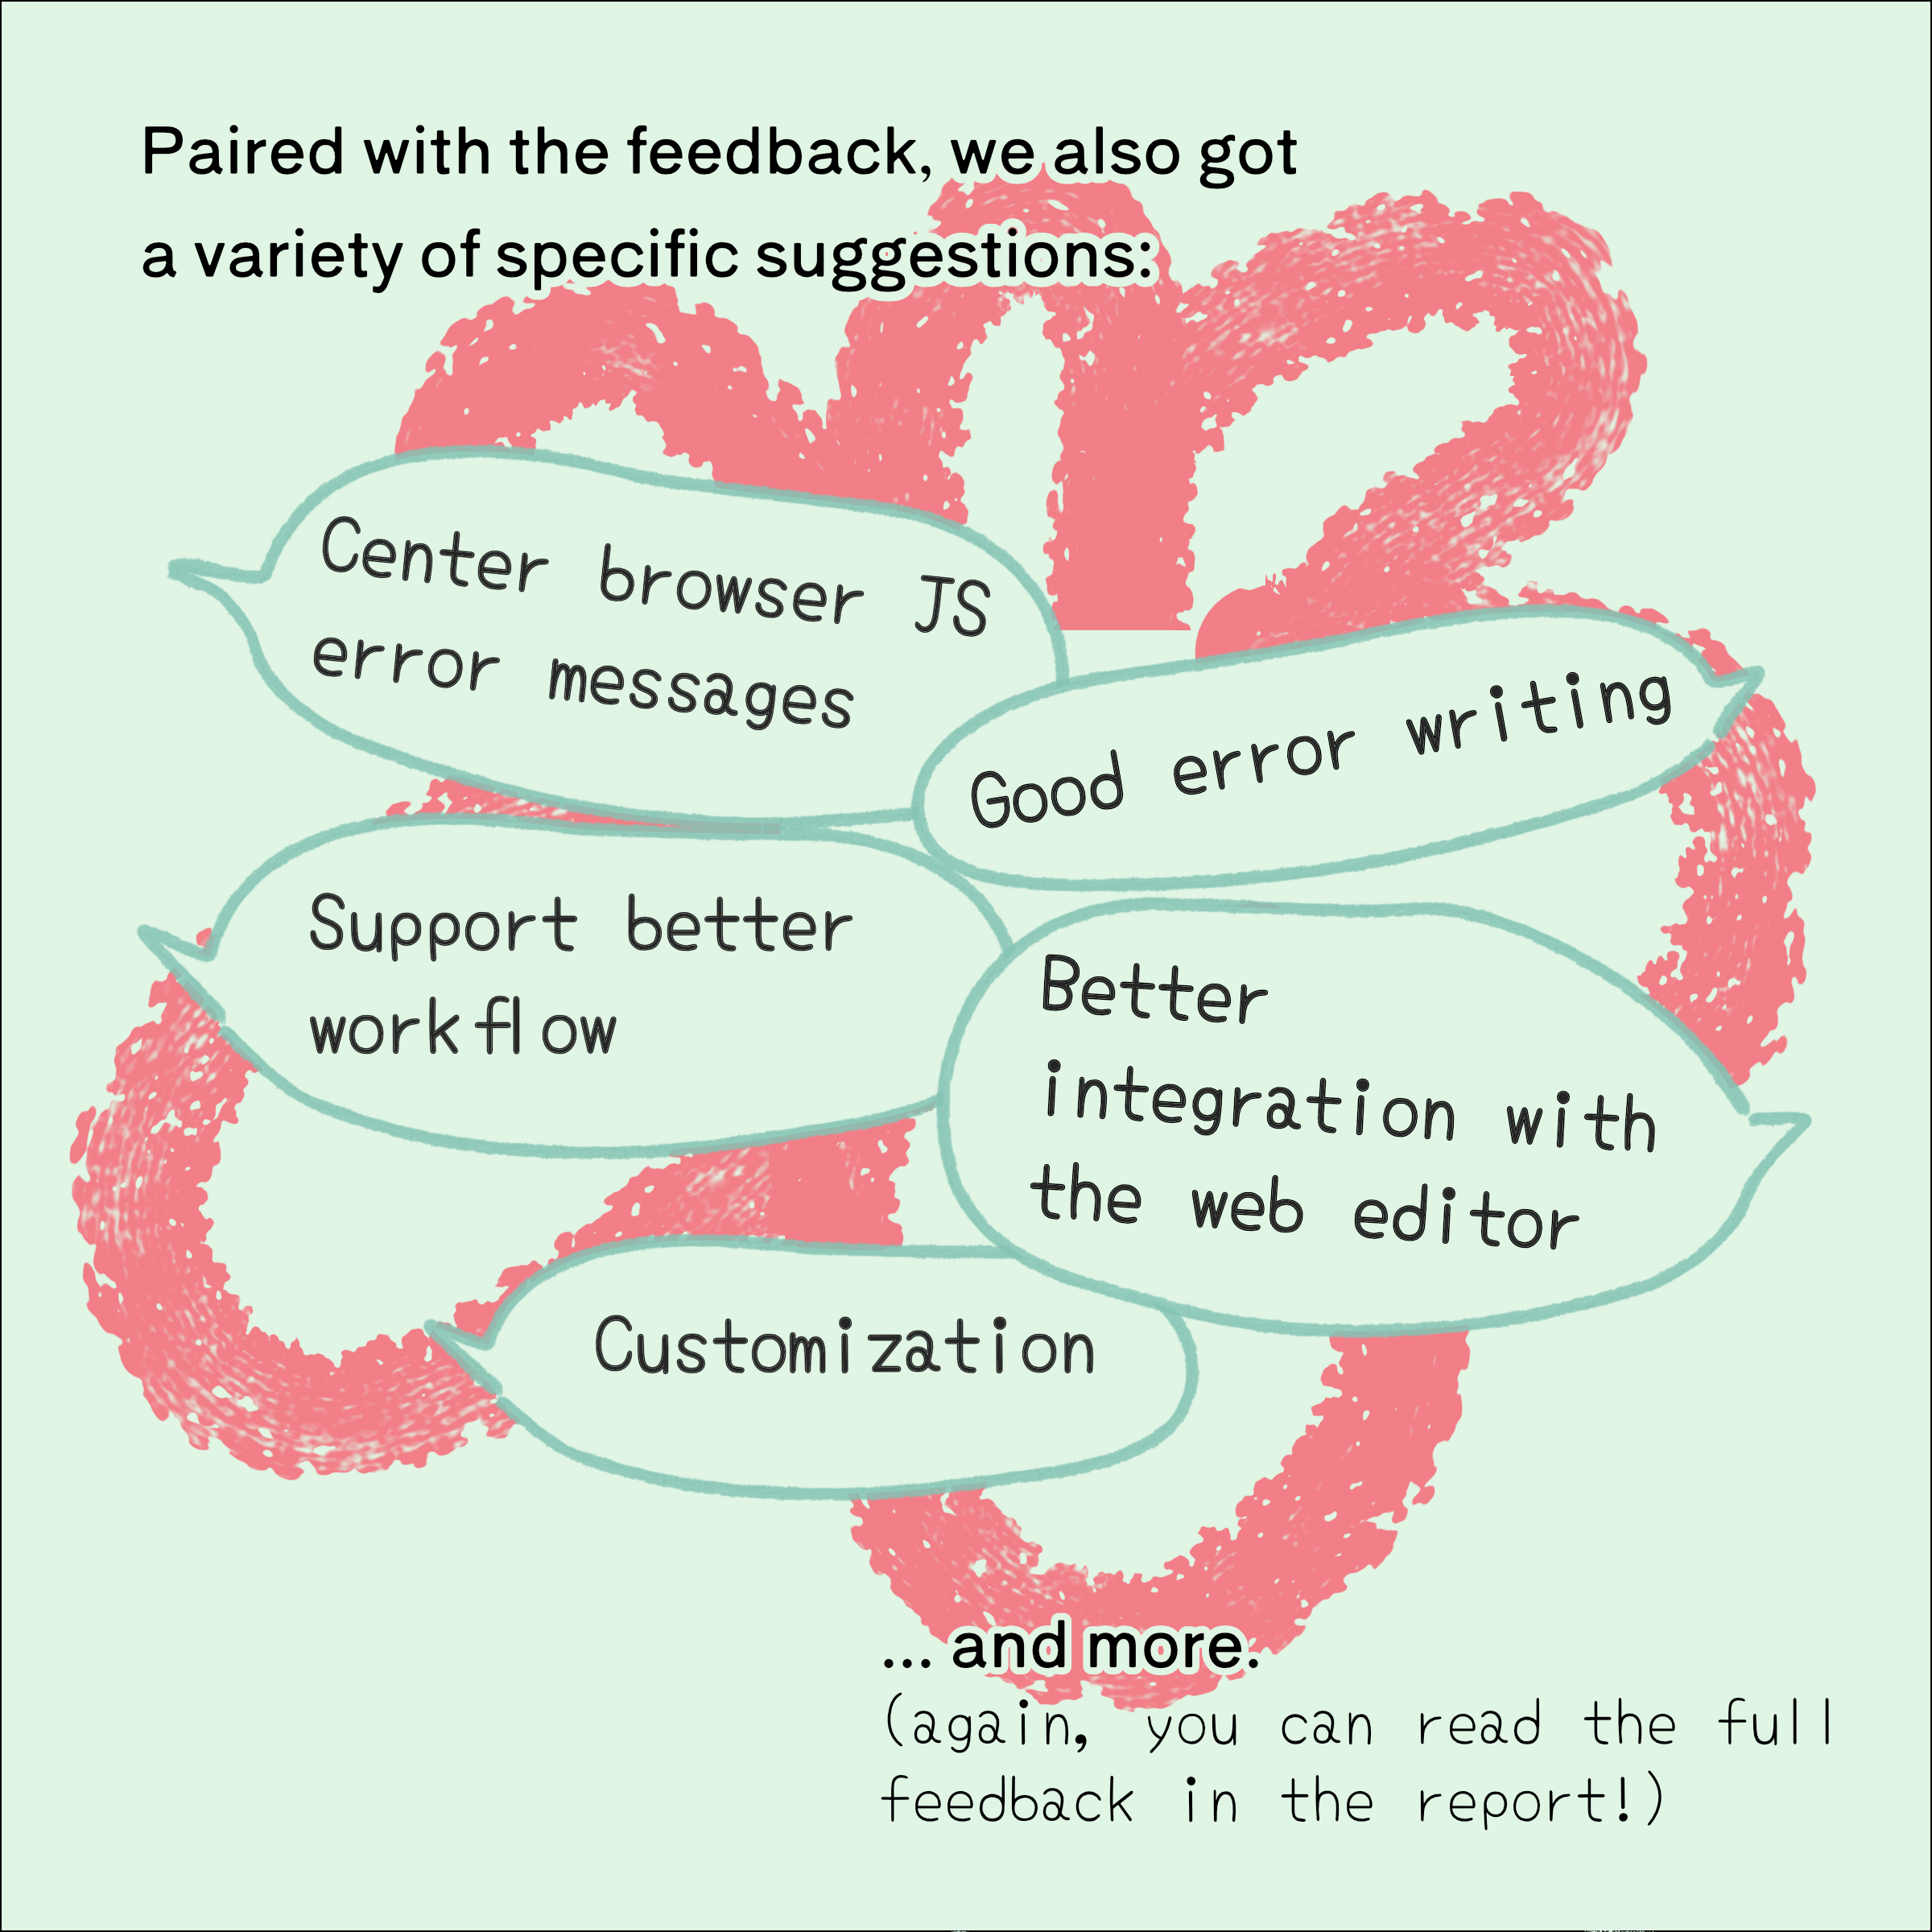 Paired with the feedback, we also got
a variety of specific suggestions:
Center browser JS
error messages
Good error writing
Support better
workflow
Better
integration with
the web editor
Customization
... and more.
(again, you can read the full
feedback in the report!)